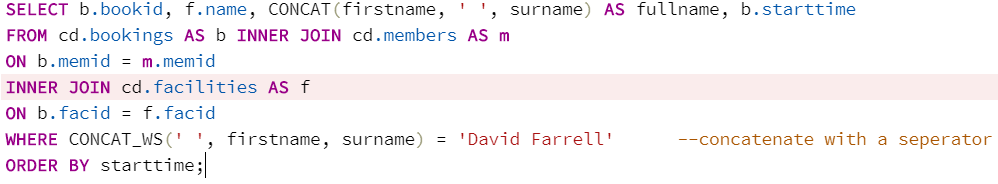 SELECT b.bookid, f.name, CONCAT(firstname, ' ', surname) AS fullname, b.starttime
FROM cd.bookings AS b INNER JOIN cd.members AS m
ON b.memid = m.memid
INNER JOIN cd.facilities AS f
ON b.facid = f.facid
WHERE CONCAT_WS(' ', firstname, surname) = 'David Farrell' --concatenate with a seperator
ORDER BY starttime;